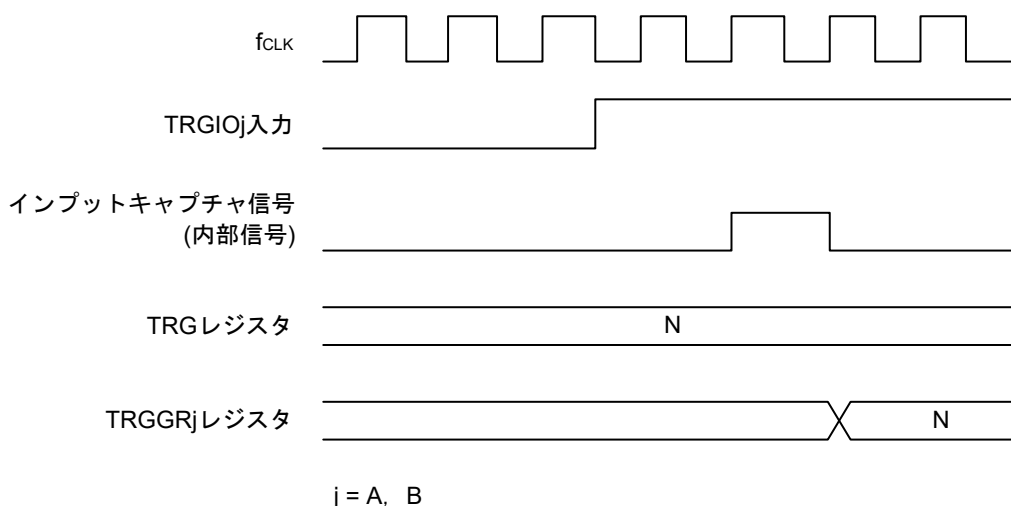 fCLK
TRGIOj入力
インプットキャプチャ信号
(内部信号)
TRGレジスタ
N
TRGGRjレジスタ
N
j = A, B